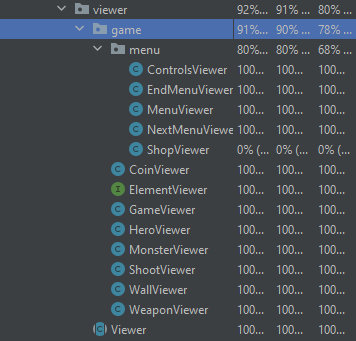 viewer 92%... 91% ... 80% ...
game 91%... 90% ... 78% ...
menu 80%... 80% ... 68% ...
ControlsViewer 100... 100... 100...
EndMenuViewer 100... 100... 100...
MenuViewer 100... 100... 100...
NextMenuViewe 100... 100... 100...
ShopViewer 0% (... 0% (... 0% (...
CoinViewer 100... 100... 100...
ElementViewer 100... 100... 100...
GameViewer 100... 100... 100...
HeroViewer 100... 100... 100...
MonsterViewer 100... 100... 100...
ShootViewer 100... 100... 100...
WallViewer 100... 100... 100...
WeaponViewer 100... 100... 100...
Viewer 100... 100... 100...